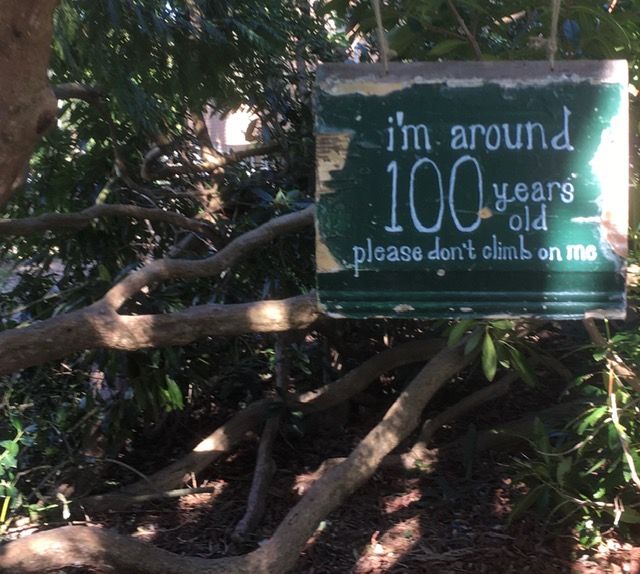 i'm around
100 years
old
please don't climb on me